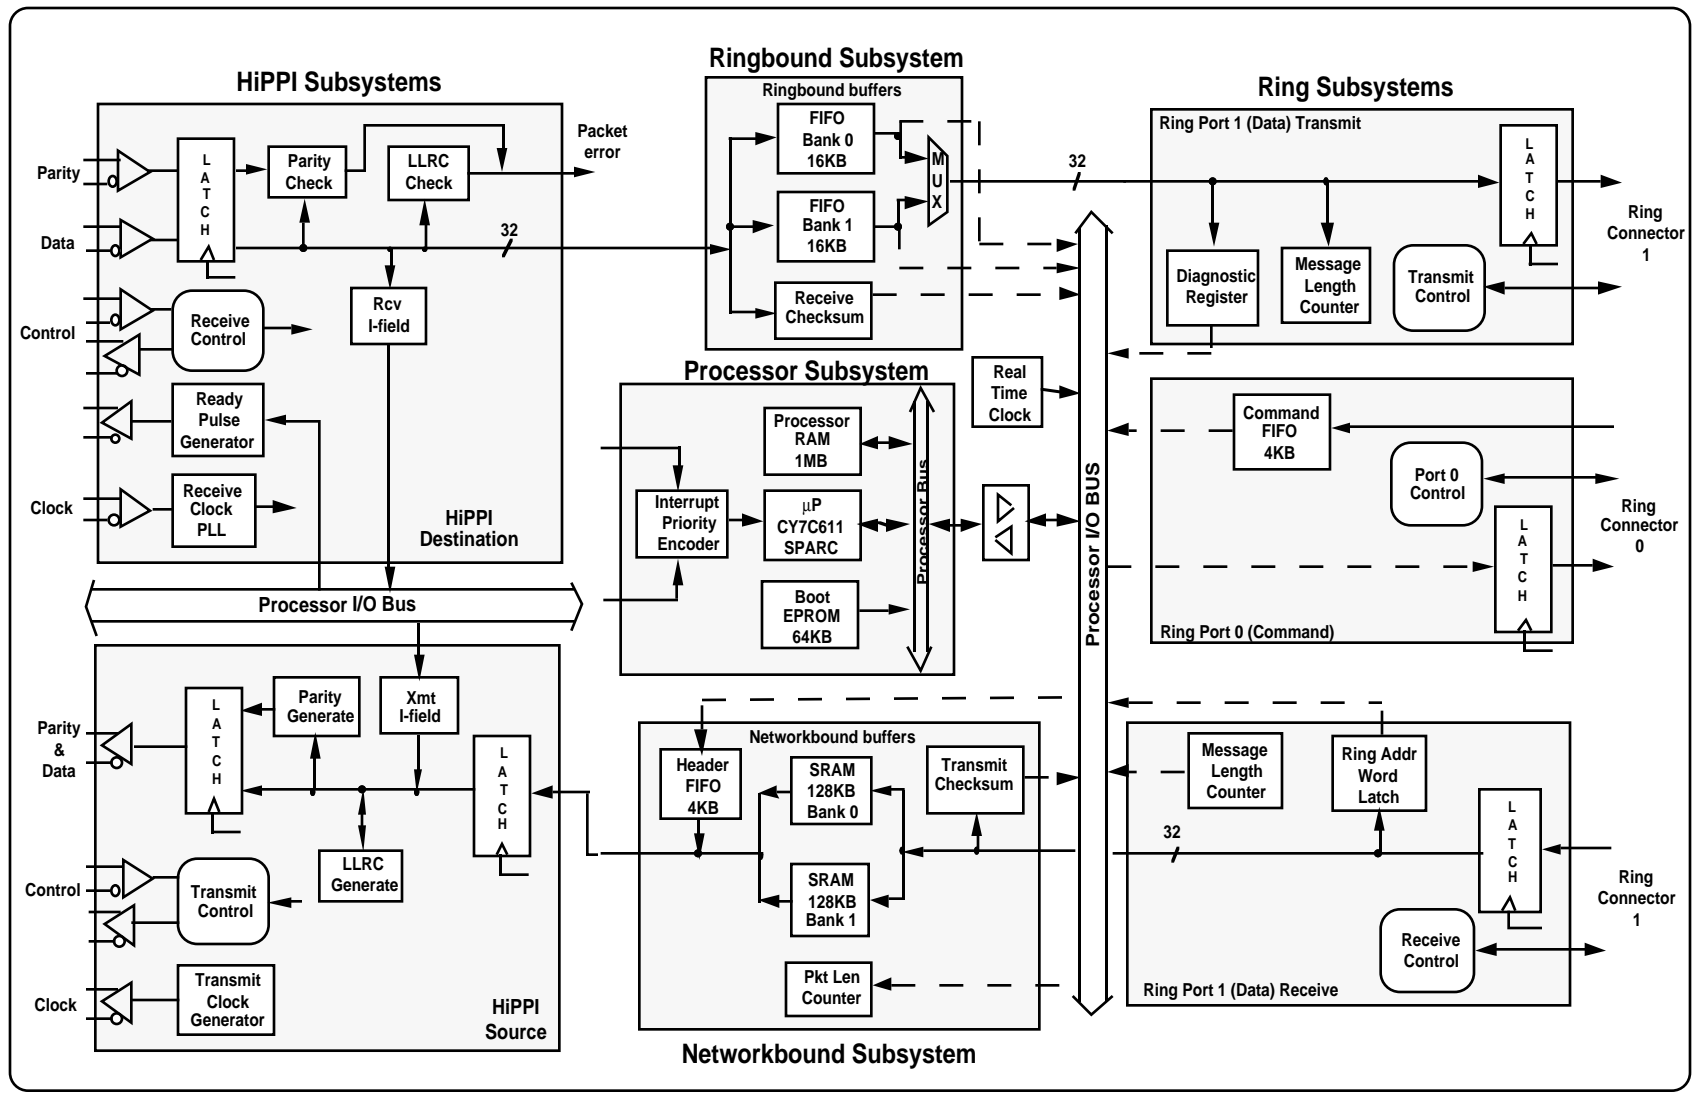 HiPPI Subsystems
Parity
Data
Control
Clock
L
A
T
C
H
Parity
Check
LLRC
Check
Packet
error
32
Rcv
I-field
Receive
Control
Ready
Pulse
Generator
Receive
Clock
PLL
HiPPI
Destination
Processor I/O Bus
Parity
&
Data
Control
Clock
L
A
T
C
H
Parity
Generate
Xmt
I-field
L
A
T
C
H
LLRC
Generate
Transmit
Control
Transmit
Clock
Generator
HiPPI
Source
Ringbound Subsystem
Ringbound buffers
FIFO
Bank 0
16KB
FIFO
Bank 1
16KB
M
U
X
Receive
Checksum
32
Processor Subsystem
Processor
RAM
1MB
Interrupt
Priority
Encoder
µP
CY7C611
SPARC
Boot
EPROM
64KB
Processor Bus
Real
Time
Clock
Processor I/O BUS
Networkbound buffers
Header
FIFO
4KB
SRAM
128KB
Bank 0
SRAM
128KB
Bank 1
Transmit
Checksum
Pkt Len
Counter
Networkbound Subsystem
Ring Subsystems
Ring Port 1 (Data) Transmit
L
A
T
C
H
Diagnostic
Register
Message
Length
Counter
Transmit
Control
Ring
Connector
1
Command
FIFO
4KB
Port 0
Control
L
A
T
C
H
Ring Port 0 (Command)
Ring
Connector
0
Message
Length
Counter
Ring Addr
Word
Latch
32
L
A
T
C
H
Receive
Control
Ring Port 1 (Data) Receive
Ring
Connector
1